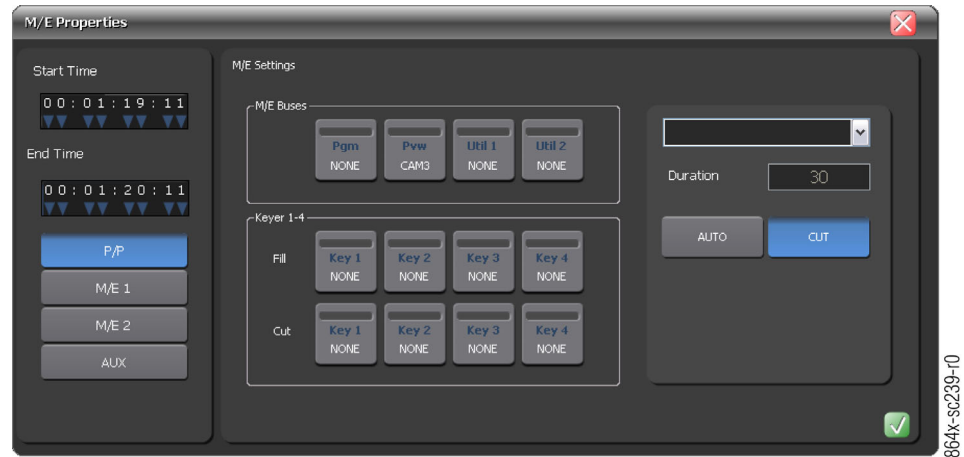 M/E Properties
Start Time
00:01:19:11
End Time
00:01:20:11
P/P
M/E 1
M/E 2
AUX
M/E Settings
M/E Buses
Pgm Pvw Util 1 Util 2
NONE CAM3 NONE NONE
Keyer 1-4
Fill
Key 1 Key 2 Key 3 Key 4
NONE NONE NONE NONE
Cut
Key 1 Key 2 Key 3 Key 4
NONE NONE NONE NONE
Duration 30
AUTO CUT
864x-sc239-r0